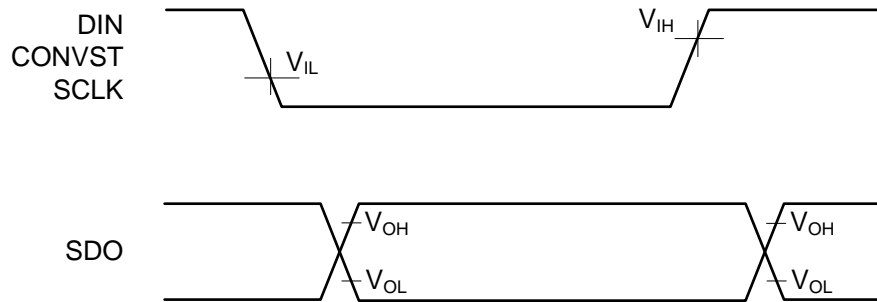 DIN
CONVST
SCLK
VIL
VIH
SDO
VOH
VOL
VOH
VOL